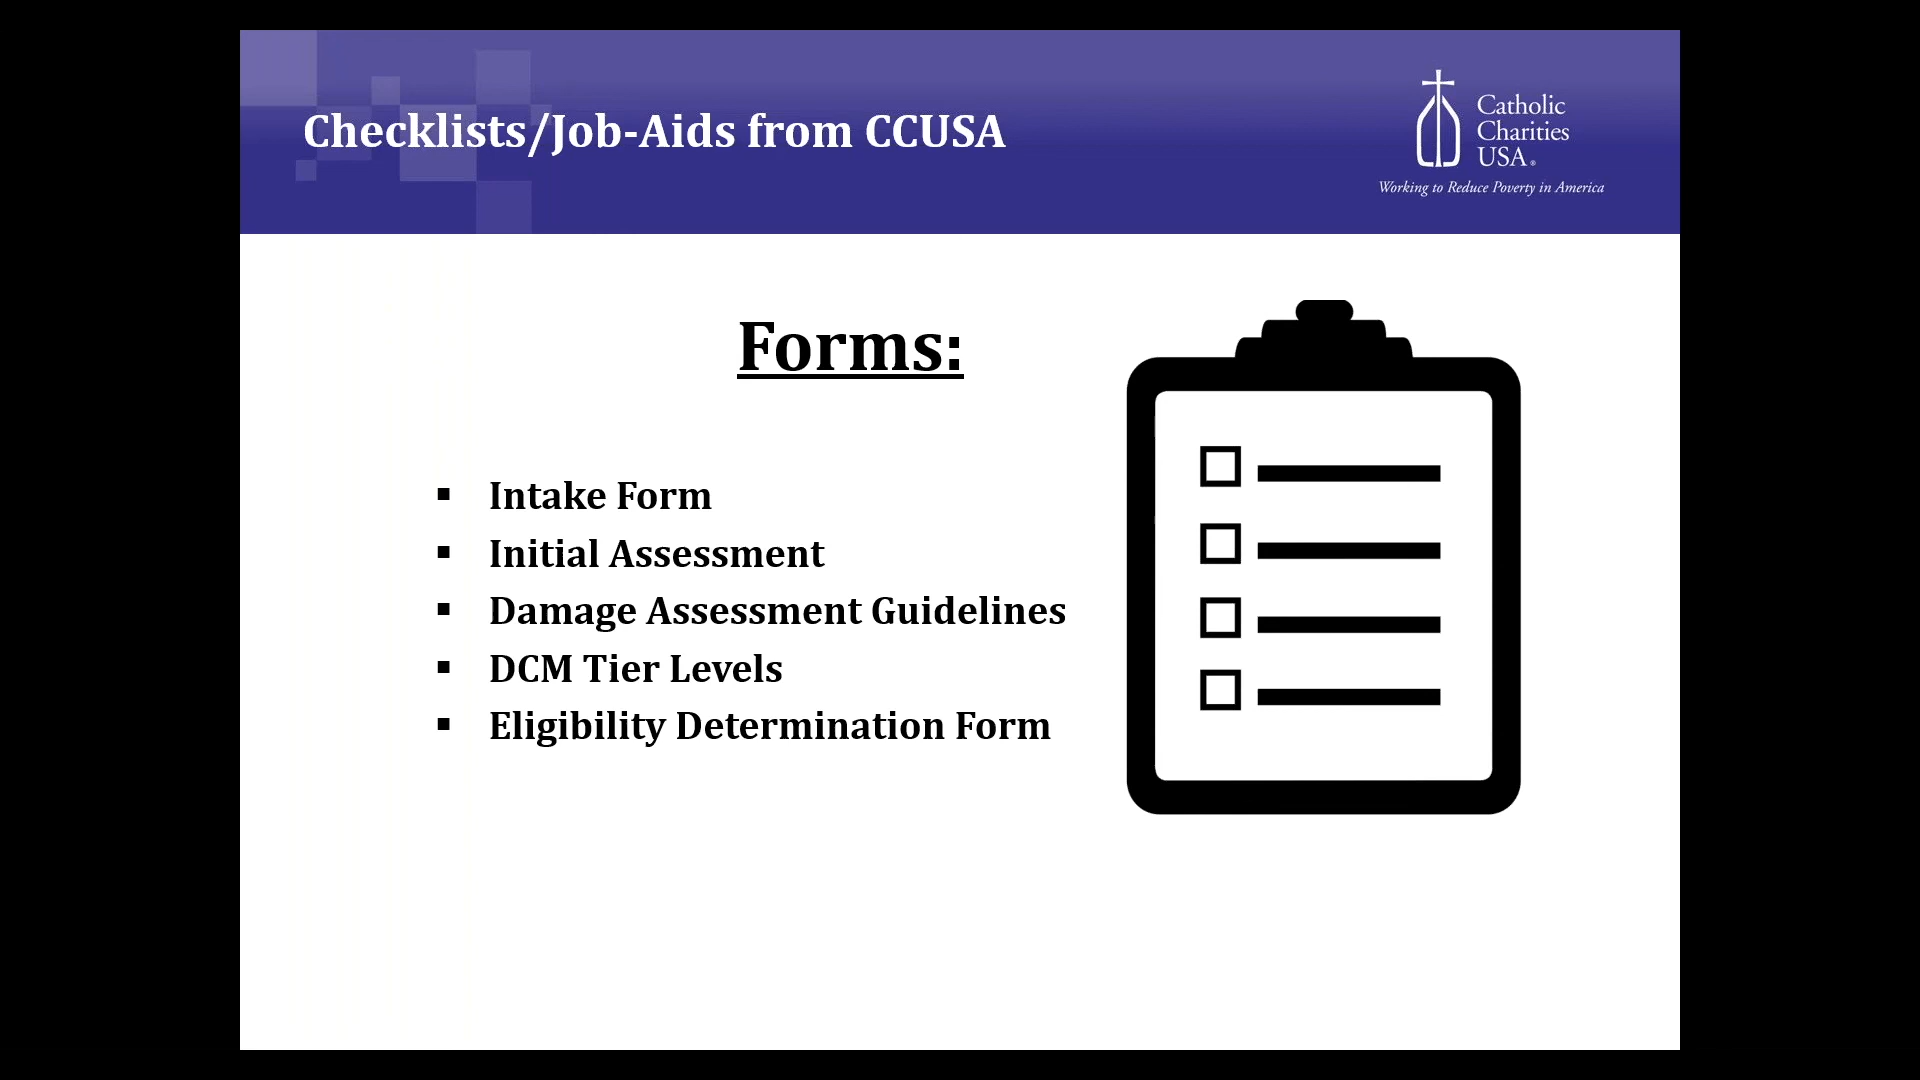 Checklists/Job-Aids from CCUSA
Catholic
Charities
USA®
Working to Reduce Poverty in America
Forms:
▪ Intake Form
▪ Initial Assessment
▪ Damage Assessment Guidelines
▪ DCM Tier Levels
▪ Eligibility Determination Form